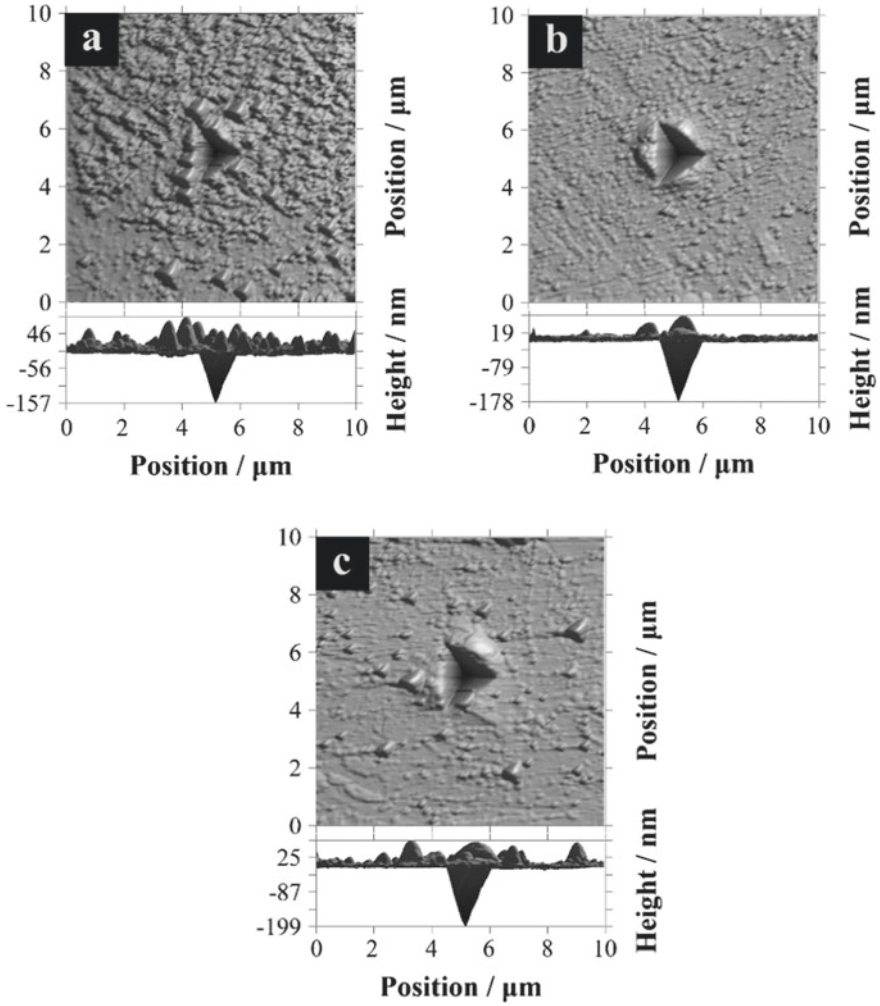 a
10
8
6
4
2
0
Position / μm
46
-56
-157
Height / nm
0 2 4 6 8 10
Position / μm
b
10
8
6
4
2
0
Position / μm
19
-79
-178
Height / nm
0 2 4 6 8 10
Position / μm
c
10
8
6
4
2
0
Position / μm
25
-87
-199
Height / nm
0 2 4 6 8 10
Position / μm